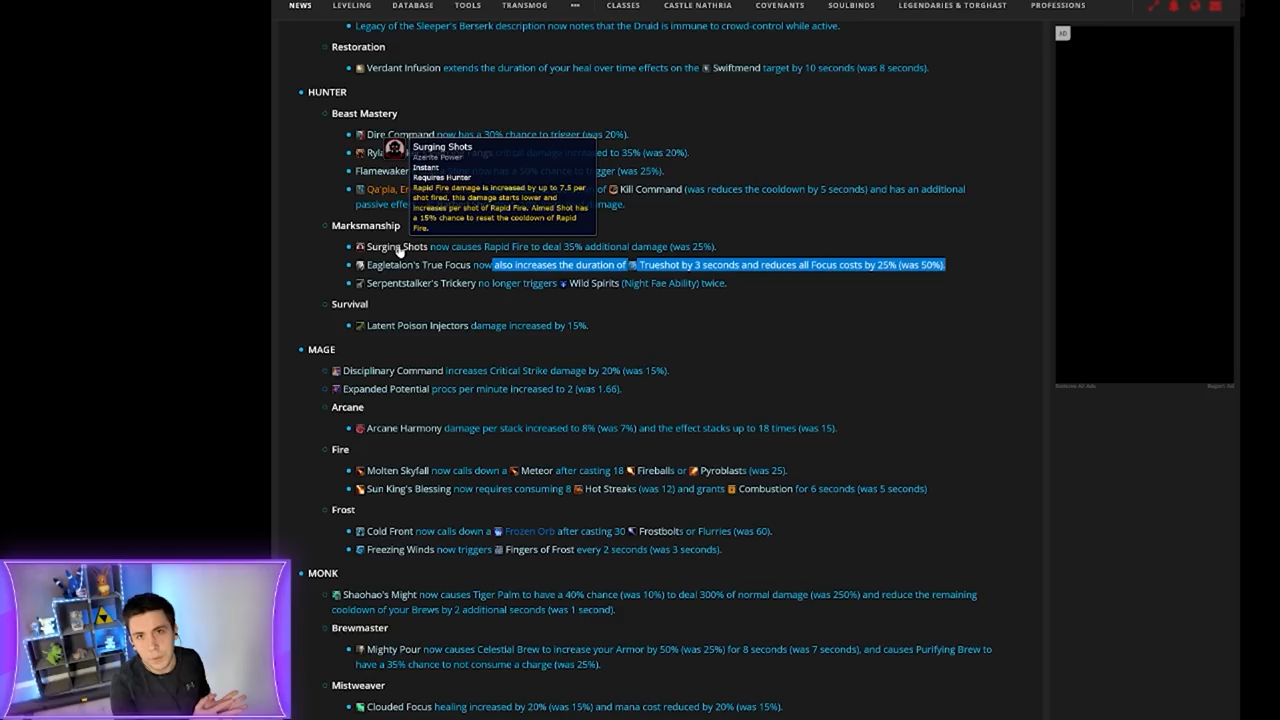 NEWS LEVELING DATABASE TOOLS TRANSMOG ••• CLASSES CASTLE NATHRIA COVENANTS SOULBINDS LEGENDARIES & TORGHAST PROFESSIONS
Legacy of the Sleeper's Berserk description now notes that the Druid is immune to crowd-control while active.
Restoration
Verdant Infusion extends the duration of your heal over time effects on the Swiftmend target by 10 seconds (was 8 seconds).
HUNTER
Beast Mastery
Dire Command now has a 30% chance to trigger (was 20%).
Ryla critical damage increased to 35% (was 20%).
Flamewaker now has a 50% chance to trigger (was 25%).
Qa'pla, Er of Kill Command (was reduces the cooldown by 5 seconds) and has an additional
passive effe damage.
Surging Shots
Azerite Power
Instant
Requires Hunter
Rapid Fire damage is increased by up to 7.5 per
shot fired, this damage starts lower and
increases per shot of Rapid Fire. Aimed Shot has
a 15% chance to reset the cooldown of Rapid
Fire.
Marksmanship
Surging Shots now causes Rapid Fire to deal 35% additional damage (was 25%).
Eagletalon's True Focus now also increases the duration of Trueshot by 3 seconds and reduces all Focus costs by 25% (was 50%).
Serpentstalker's Trickery no longer triggers Wild Spirits (Night Fae Ability) twice.
Survival
Latent Poison Injectors damage increased by 15%.
MAGE
Disciplinary Command increases Critical Strike damage by 20% (was 15%).
Expanded Potential procs per minute increased to 2 (was 1.66).
Arcane
Arcane Harmony damage per stack increased to 8% (was 7%) and the effect stacks up to 18 times (was 15).
Fire
Molten Skyfall now calls down a Meteor after casting 18 Fireballs or Pyroblasts (was 25).
Sun King's Blessing now requires consuming 8 Hot Streaks (was 12) and grants Combustion for 6 seconds (was 5 seconds)
Frost
Cold Front now calls down a Frozen Orb after casting 30 Frostbolts or Flurries (was 60).
Freezing Winds now triggers Fingers of Frost every 2 seconds (was 3 seconds).
MONK
Shaohao's Might now causes Tiger Palm to have a 40% chance (was 10%) to deal 300% of normal damage (was 250%) and reduce the remaining
cooldown of your Brews by 2 additional seconds (was 1 second).
Brewmaster
Mighty Pour now causes Celestial Brew to increase your Armor by 50% (was 25%) for 8 seconds (was 7 seconds), and causes Purifying Brew to
have a 35% chance to not consume a charge (was 25%).
Mistweaver
Clouded Focus healing increased by 20% (was 15%) and mana cost reduced by 20% (was 15%).
AD
Remove All Ads Report Ad